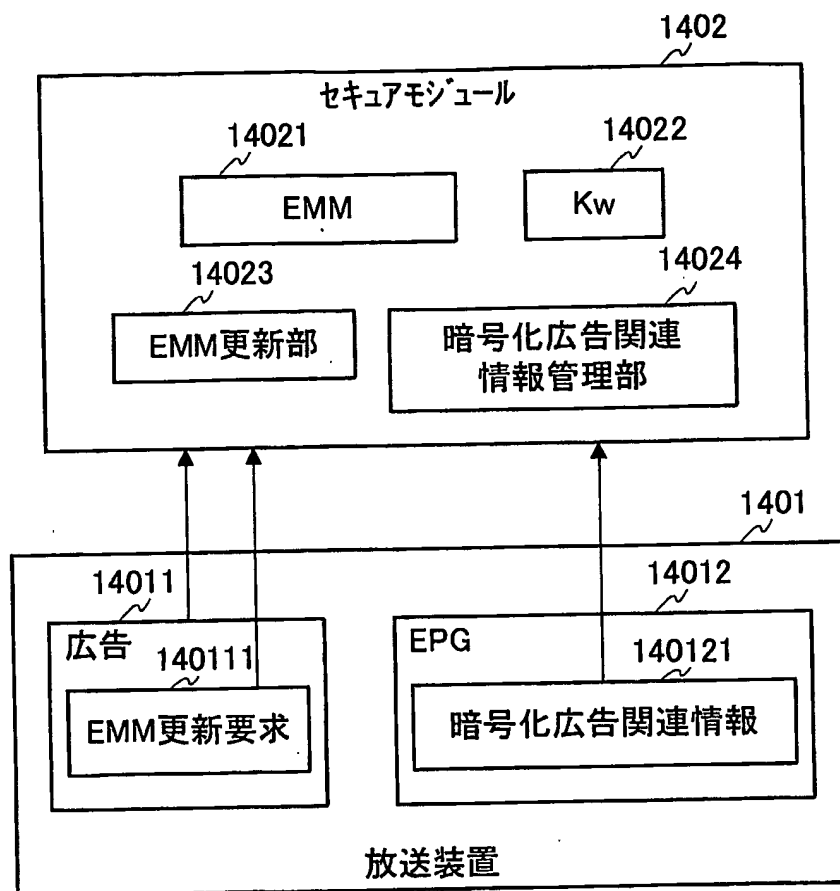 1402
セキュアモジュール
14021
14022
EMM
Kw
14023
14024
EMM更新部
暗号化広告関連
情報管理部
1401
14011
14012
広告
EPG
140111
140121
EMM更新要求
暗号化広告関連情報
放送装置